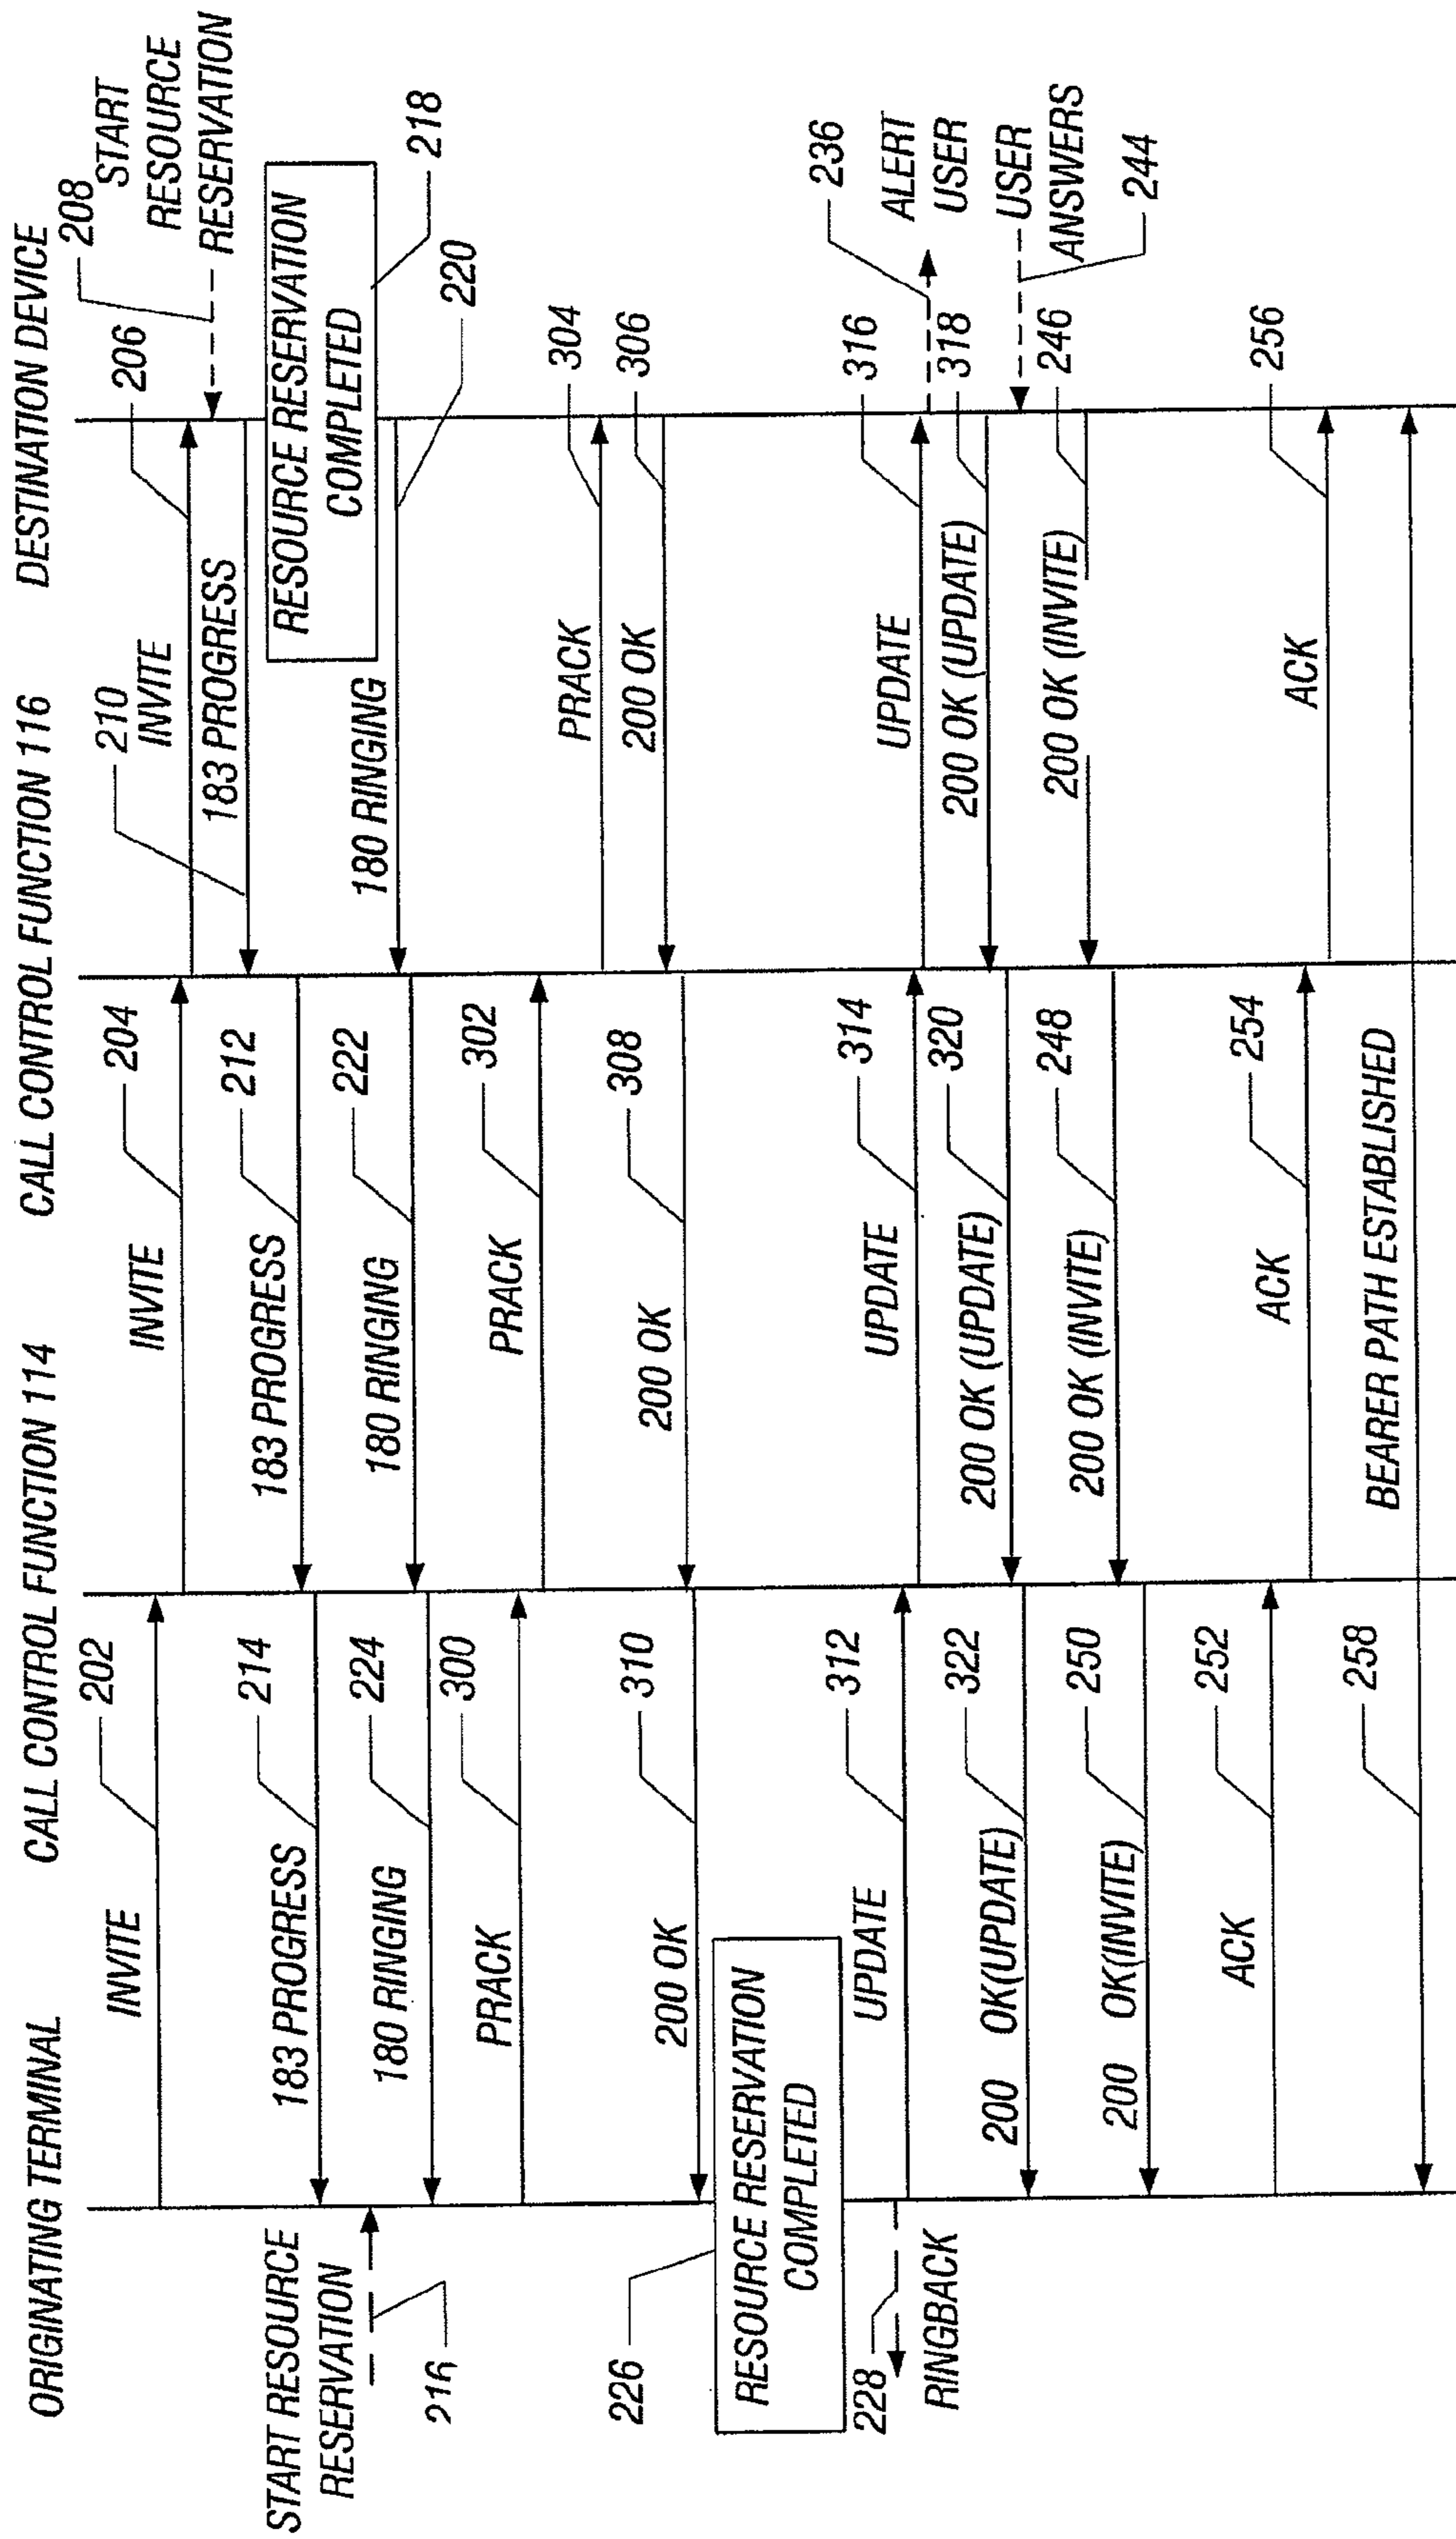 ORIGINATING TERMINAL
CALL CONTROL FUNCTION 114
CALL CONTROL FUNCTION 116
DESTINATION DEVICE
INVITE
202
INVITE
204
INVITE
206
208
START
RESOURCE
RESERVATION
210
183 PROGRESS
212
183 PROGRESS
214
183 PROGRESS
START RESOURCE
RESERVATION
216
RESOURCE RESERVATION
COMPLETED
218
220
180 RINGING
222
180 RINGING
224
180 RINGING
300
PRACK
302
PRACK
304
PRACK
306
200 OK
308
200 OK
310
200 OK
226
RESOURCE RESERVATION
COMPLETED
228
RINGBACK
312
UPDATE
314
UPDATE
316
UPDATE
236
ALERT
USER
318
200 OK (UPDATE)
320
200 OK (UPDATE)
322
200 OK(UPDATE)
USER
ANSWERS
244
246
200 OK (INVITE)
248
200 OK (INVITE)
250
200 OK(INVITE)
252
ACK
254
ACK
256
ACK
258
BEARER PATH ESTABLISHED